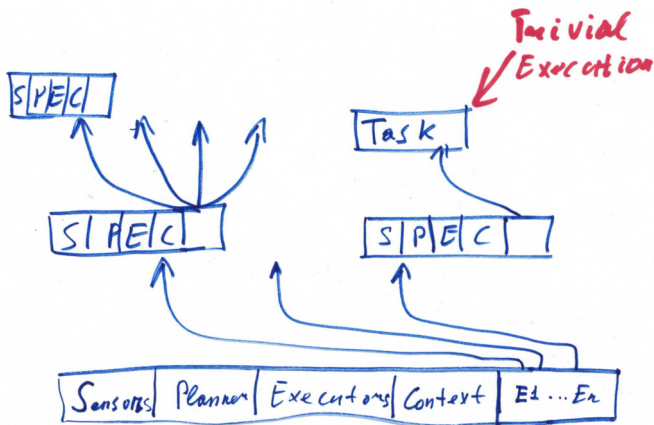 Trivial
Execution
S|P|E|C|
Task
S|P|E|C|
S|P|E|C|
Sensors|Planner|Executors|Context|E1 ... En